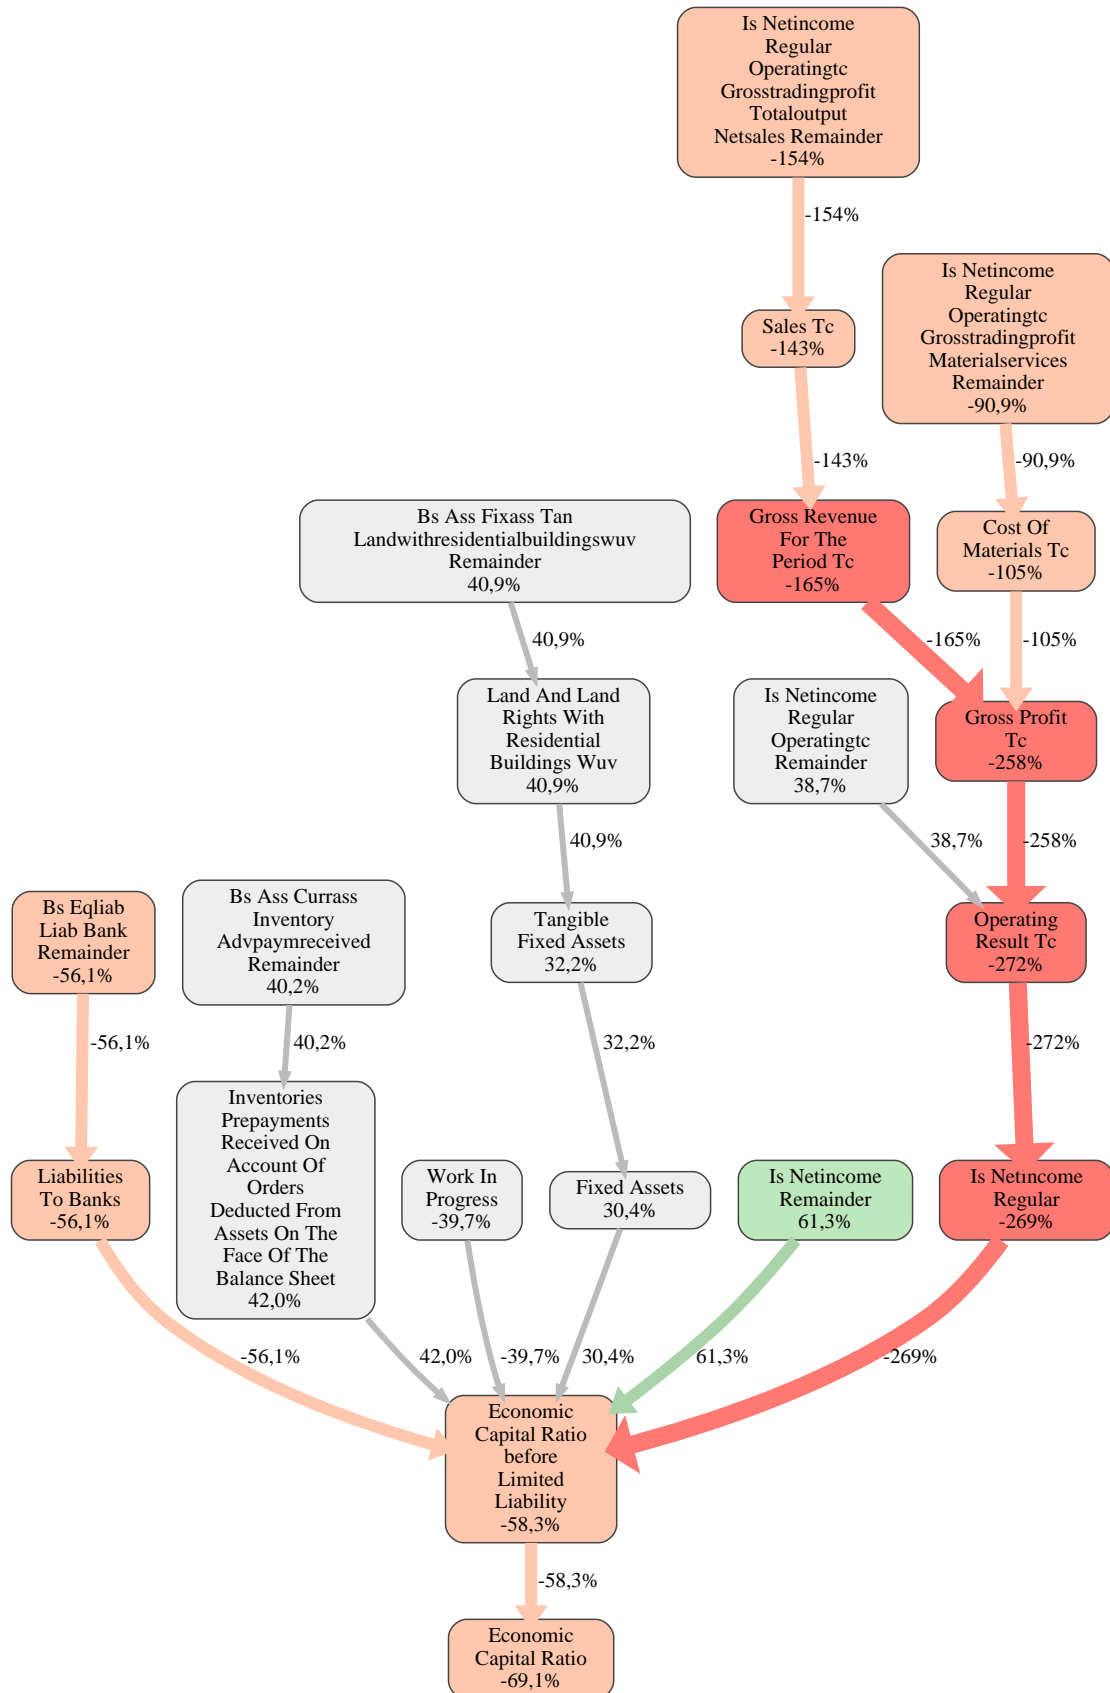 Is Netincome
Regular
Operatingtc
Grosstradingprofit
Totaloutput
Netsales Remainder
-154%
-154%
Is Netincome
Regular
Operatingtc
Grosstradingprofit
Materialservices
Remainder
-90,9%
Sales Tc
-143%
-143%
-90,9%
Bs Ass Fixass Tan
Landwithresidentialbuildingswuv
Remainder
40,9%
Gross Revenue
For The
Period Tc
-165%
Cost Of
Materials Tc
-105%
40,9%
-165%
-105%
Land And Land
Rights With
Residential
Buildings Wuv
40,9%
Is Netincome
Regular
Operatingtc
Remainder
38,7%
Gross Profit
Tc
-258%
40,9%
38,7%
-258%
Bs Eqliab
Liab Bank
Remainder
-56,1%
Bs Ass Currass
Inventory
Advpaymreceived
Remainder
40,2%
Tangible
Fixed Assets
32,2%
Operating
Result Tc
-272%
-56,1%
40,2%
32,2%
-272%
Liabilities
To Banks
-56,1%
Inventories
Prepayments
Received On
Account Of
Orders
Deducted From
Assets On The
Face Of The
Balance Sheet
42,0%
Work In
Progress
-39,7%
Fixed Assets
30,4%
Is Netincome
Remainder
61,3%
Is Netincome
Regular
-269%
-56,1%
42,0%
-39,7%
30,4%
61,3%
-269%
Economic
Capital Ratio
before
Limited
Liability
-58,3%
-58,3%
Economic
Capital Ratio
-69,1%